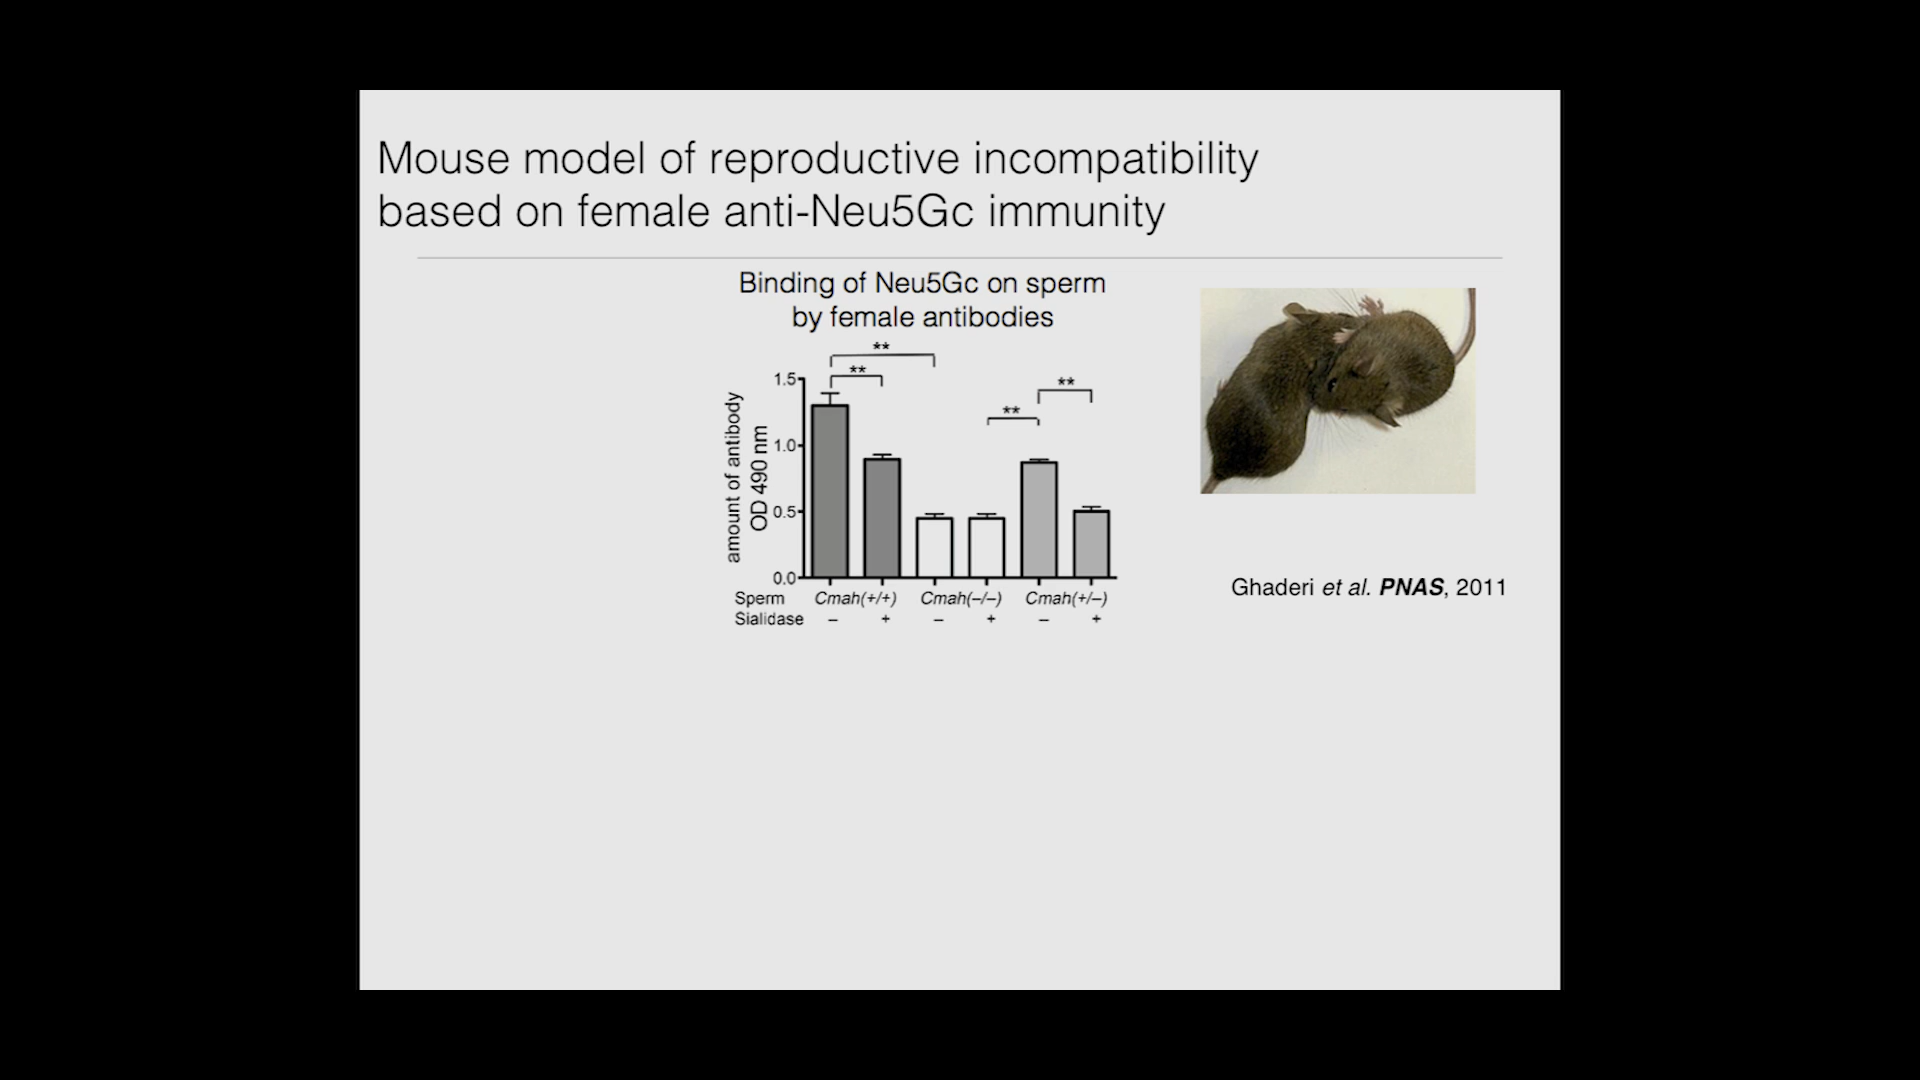 Mouse model of reproductive incompatibility
based on female anti-Neu5Gc immunity
Binding of Neu5Gc on sperm
by female antibodies
amount of antibody
OD 490 nm
1.5
1.0
0.5
0.0
**
**
**
**
Sperm Cmah(+/+) Cmah(–/–) Cmah(+/–)
Sialidase – + – + – +
Ghaderi et al. PNAS, 2011